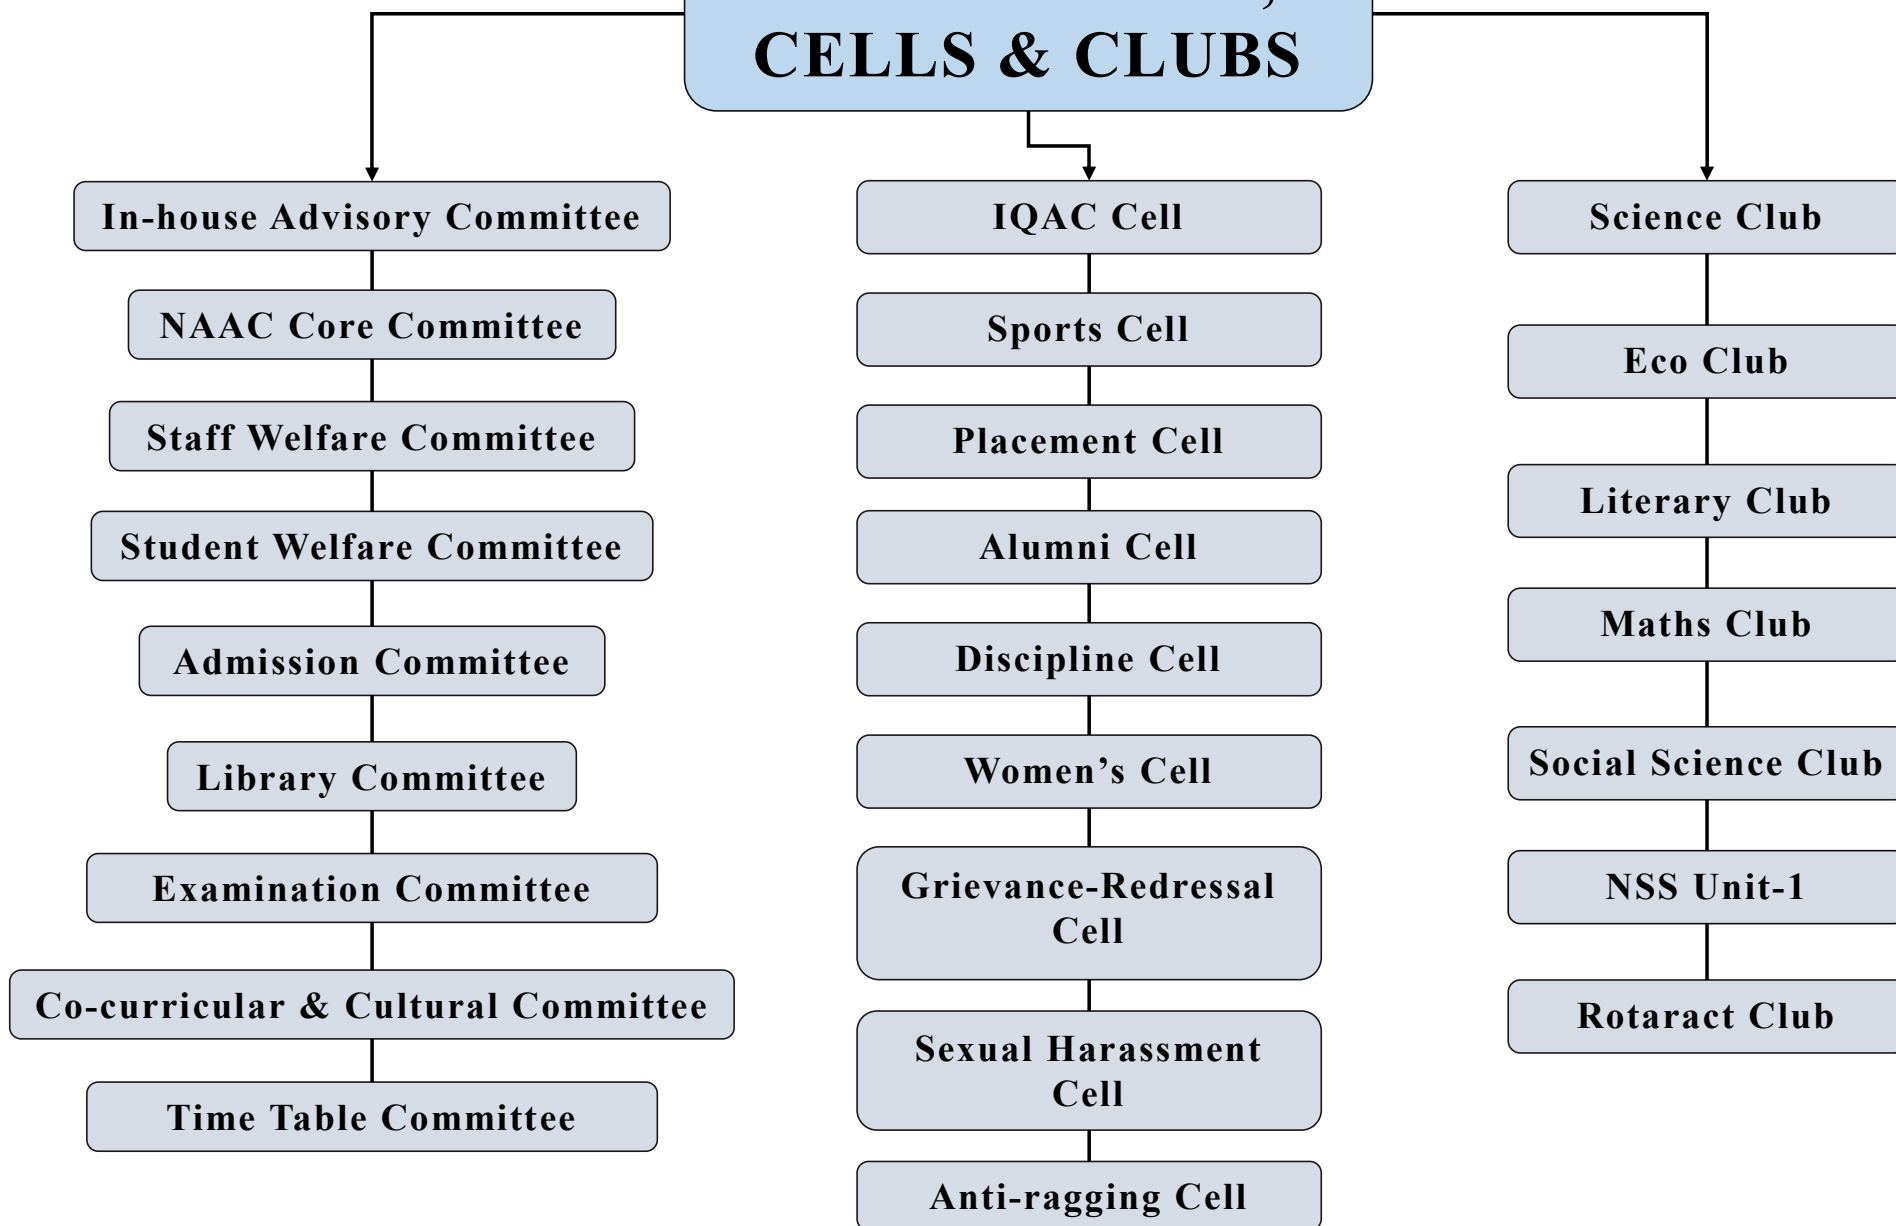 CELLS & CLUBS
In-house Advisory Committee
NAAC Core Committee
Staff Welfare Committee
Student Welfare Committee
Admission Committee
Library Committee
Examination Committee
Co-curricular & Cultural Committee
Time Table Committee
IQAC Cell
Sports Cell
Placement Cell
Alumni Cell
Discipline Cell
Women’s Cell
Grievance-Redressal
Cell
Sexual Harassment
Cell
Anti-ragging Cell
Science Club
Eco Club
Literary Club
Maths Club
Social Science Club
NSS Unit-1
Rotaract Club